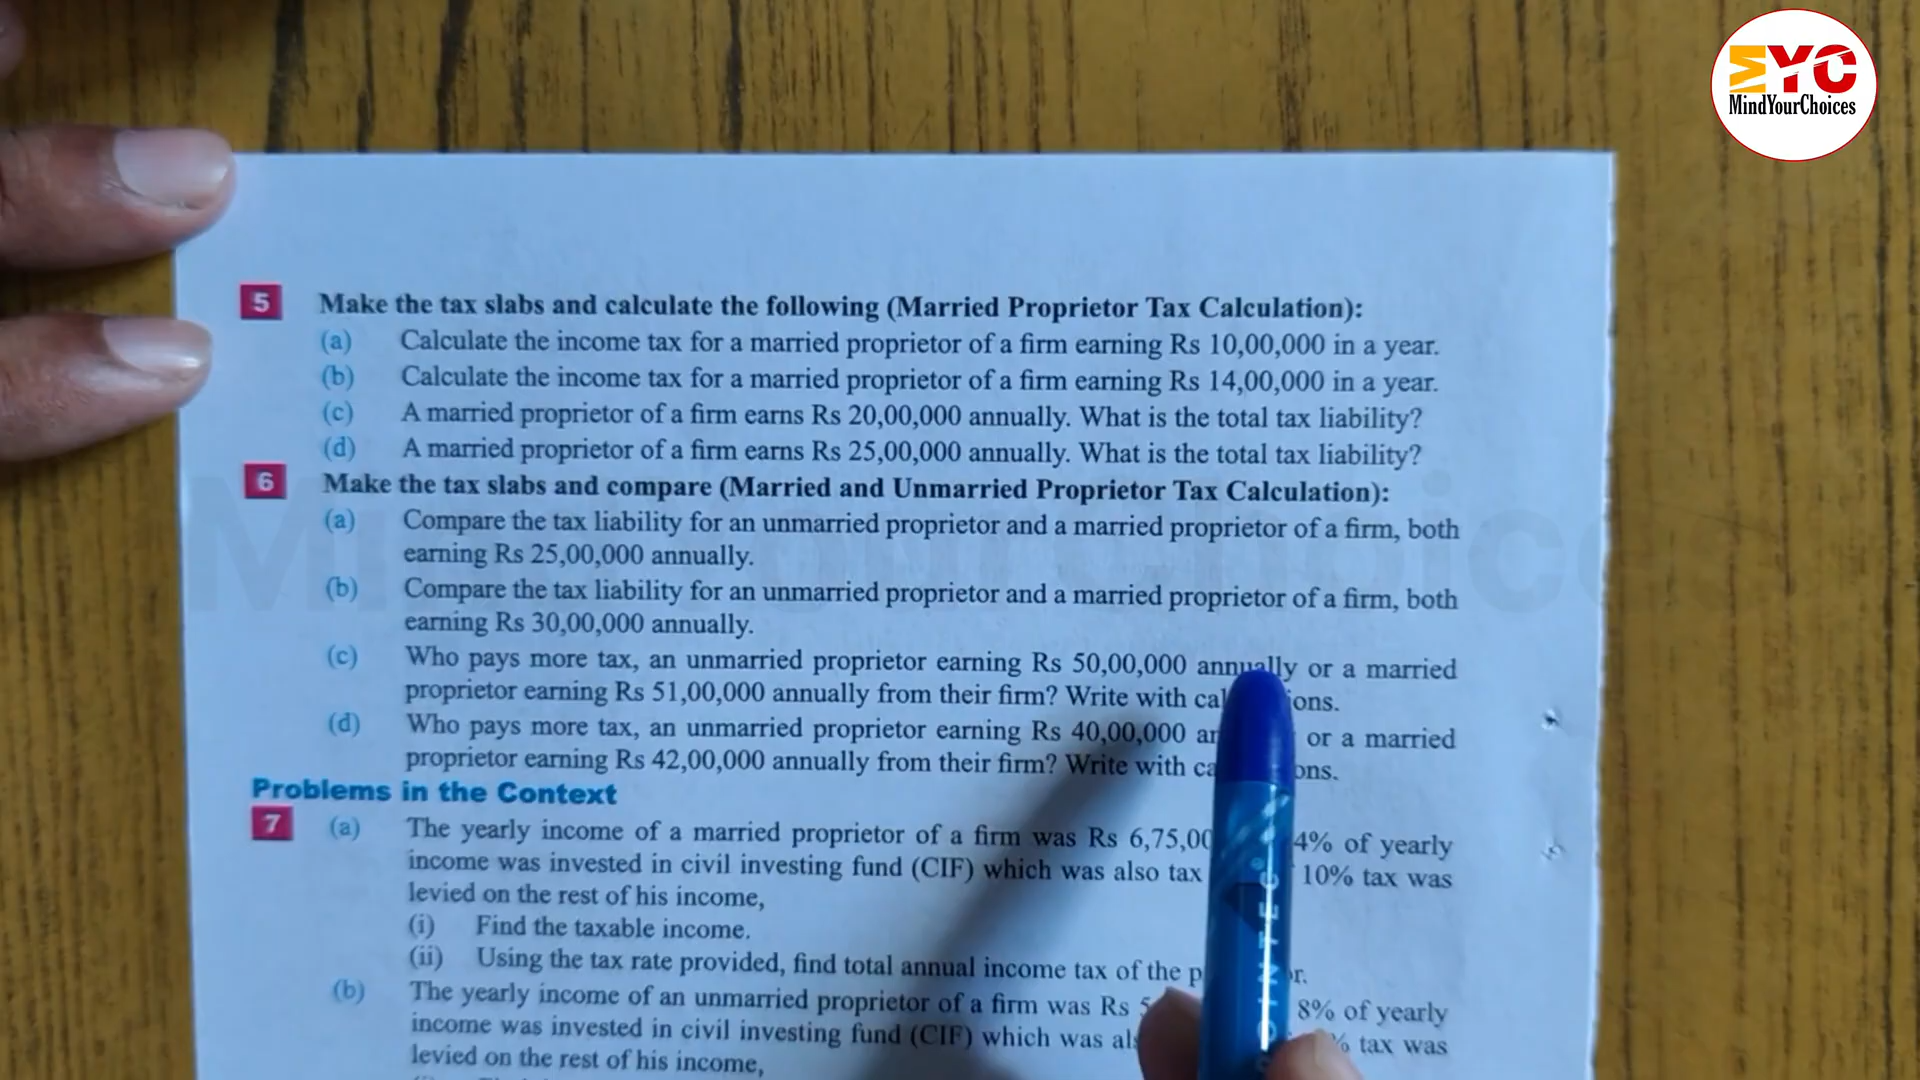 MYC
MindYourChoices
5 Make the tax slabs and calculate the following (Married Proprietor Tax Calculation):
(a) Calculate the income tax for a married proprietor of a firm earning Rs 10,00,000 in a year.
(b) Calculate the income tax for a married proprietor of a firm earning Rs 14,00,000 in a year.
(c) A married proprietor of a firm earns Rs 20,00,000 annually. What is the total tax liability?
(d) A married proprietor of a firm earns Rs 25,00,000 annually. What is the total tax liability?
6 Make the tax slabs and compare (Married and Unmarried Proprietor Tax Calculation):
(a) Compare the tax liability for an unmarried proprietor and a married proprietor of a firm, both
earning Rs 25,00,000 annually.
(b) Compare the tax liability for an unmarried proprietor and a married proprietor of a firm, both
earning Rs 30,00,000 annually.
(c) Who pays more tax, an unmarried proprietor earning Rs 50,00,000 annually or a married
proprietor earning Rs 51,00,000 annually from their firm? Write with
(d) Who pays more tax, an unmarried proprietor earning Rs 40,00,000 or a married
proprietor earning Rs 42,00,000 annually from their firm? Write with
Problems in the Context
7 (a) The yearly income of a married proprietor of a firm was Rs 4% of yearly
income was invested in civil investing fund (CIF) which was also tax 10% tax was
levied on the rest of his income,
(i) Find the taxable income.
(ii) Using the tax rate provided, find total annual income tax of the
(b) The yearly income of an unmarried proprietor of a firm was Rs 8% of yearly
income was invested in civil investing fund (CIF) which was tax was
levied on the rest of his income,
MindYourChoices
POINTEC